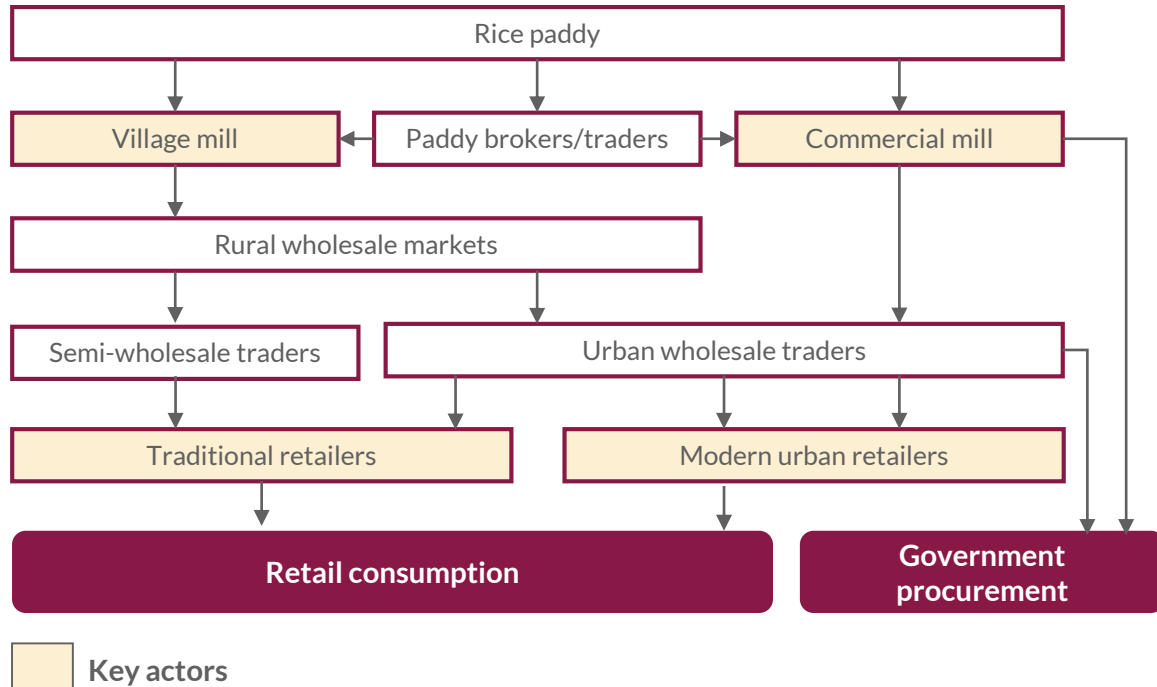 Rice paddy
Village mill
Paddy brokers/traders
Commercial mill
Rural wholesale markets
Semi-wholesale traders
Urban wholesale traders
Traditional retailers
Modern urban retailers
Retail consumption
Government
procurement
Key actors